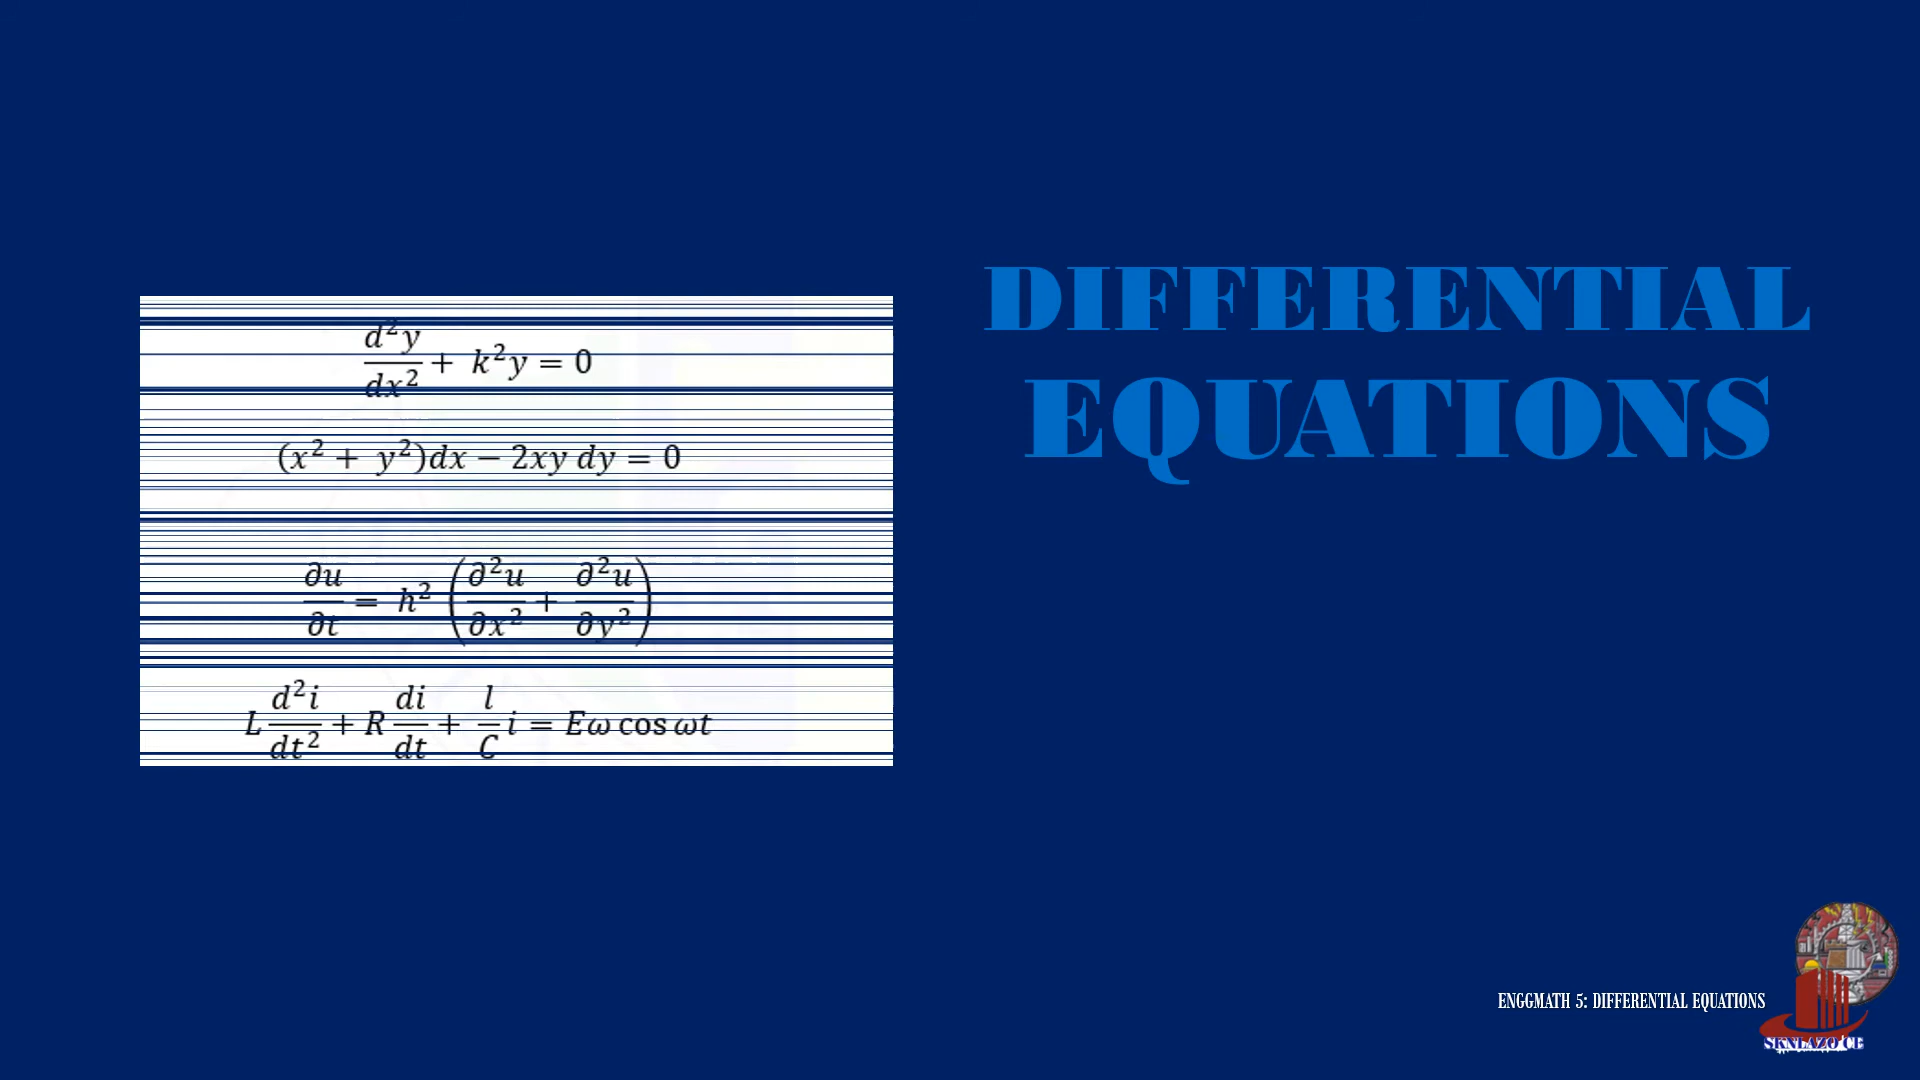 d²y/dx² + k²y = 0
(x² + y²)dx − 2xy dy = 0
∂u/∂t = h² (∂²u/∂x² + ∂²u/∂y²)
L d²i/dt² + R di/dt + l/C i = Eω cos ωt
DIFFERENTIAL
EQUATIONS
ENGGMATH 5: DIFFERENTIAL EQUATIONS